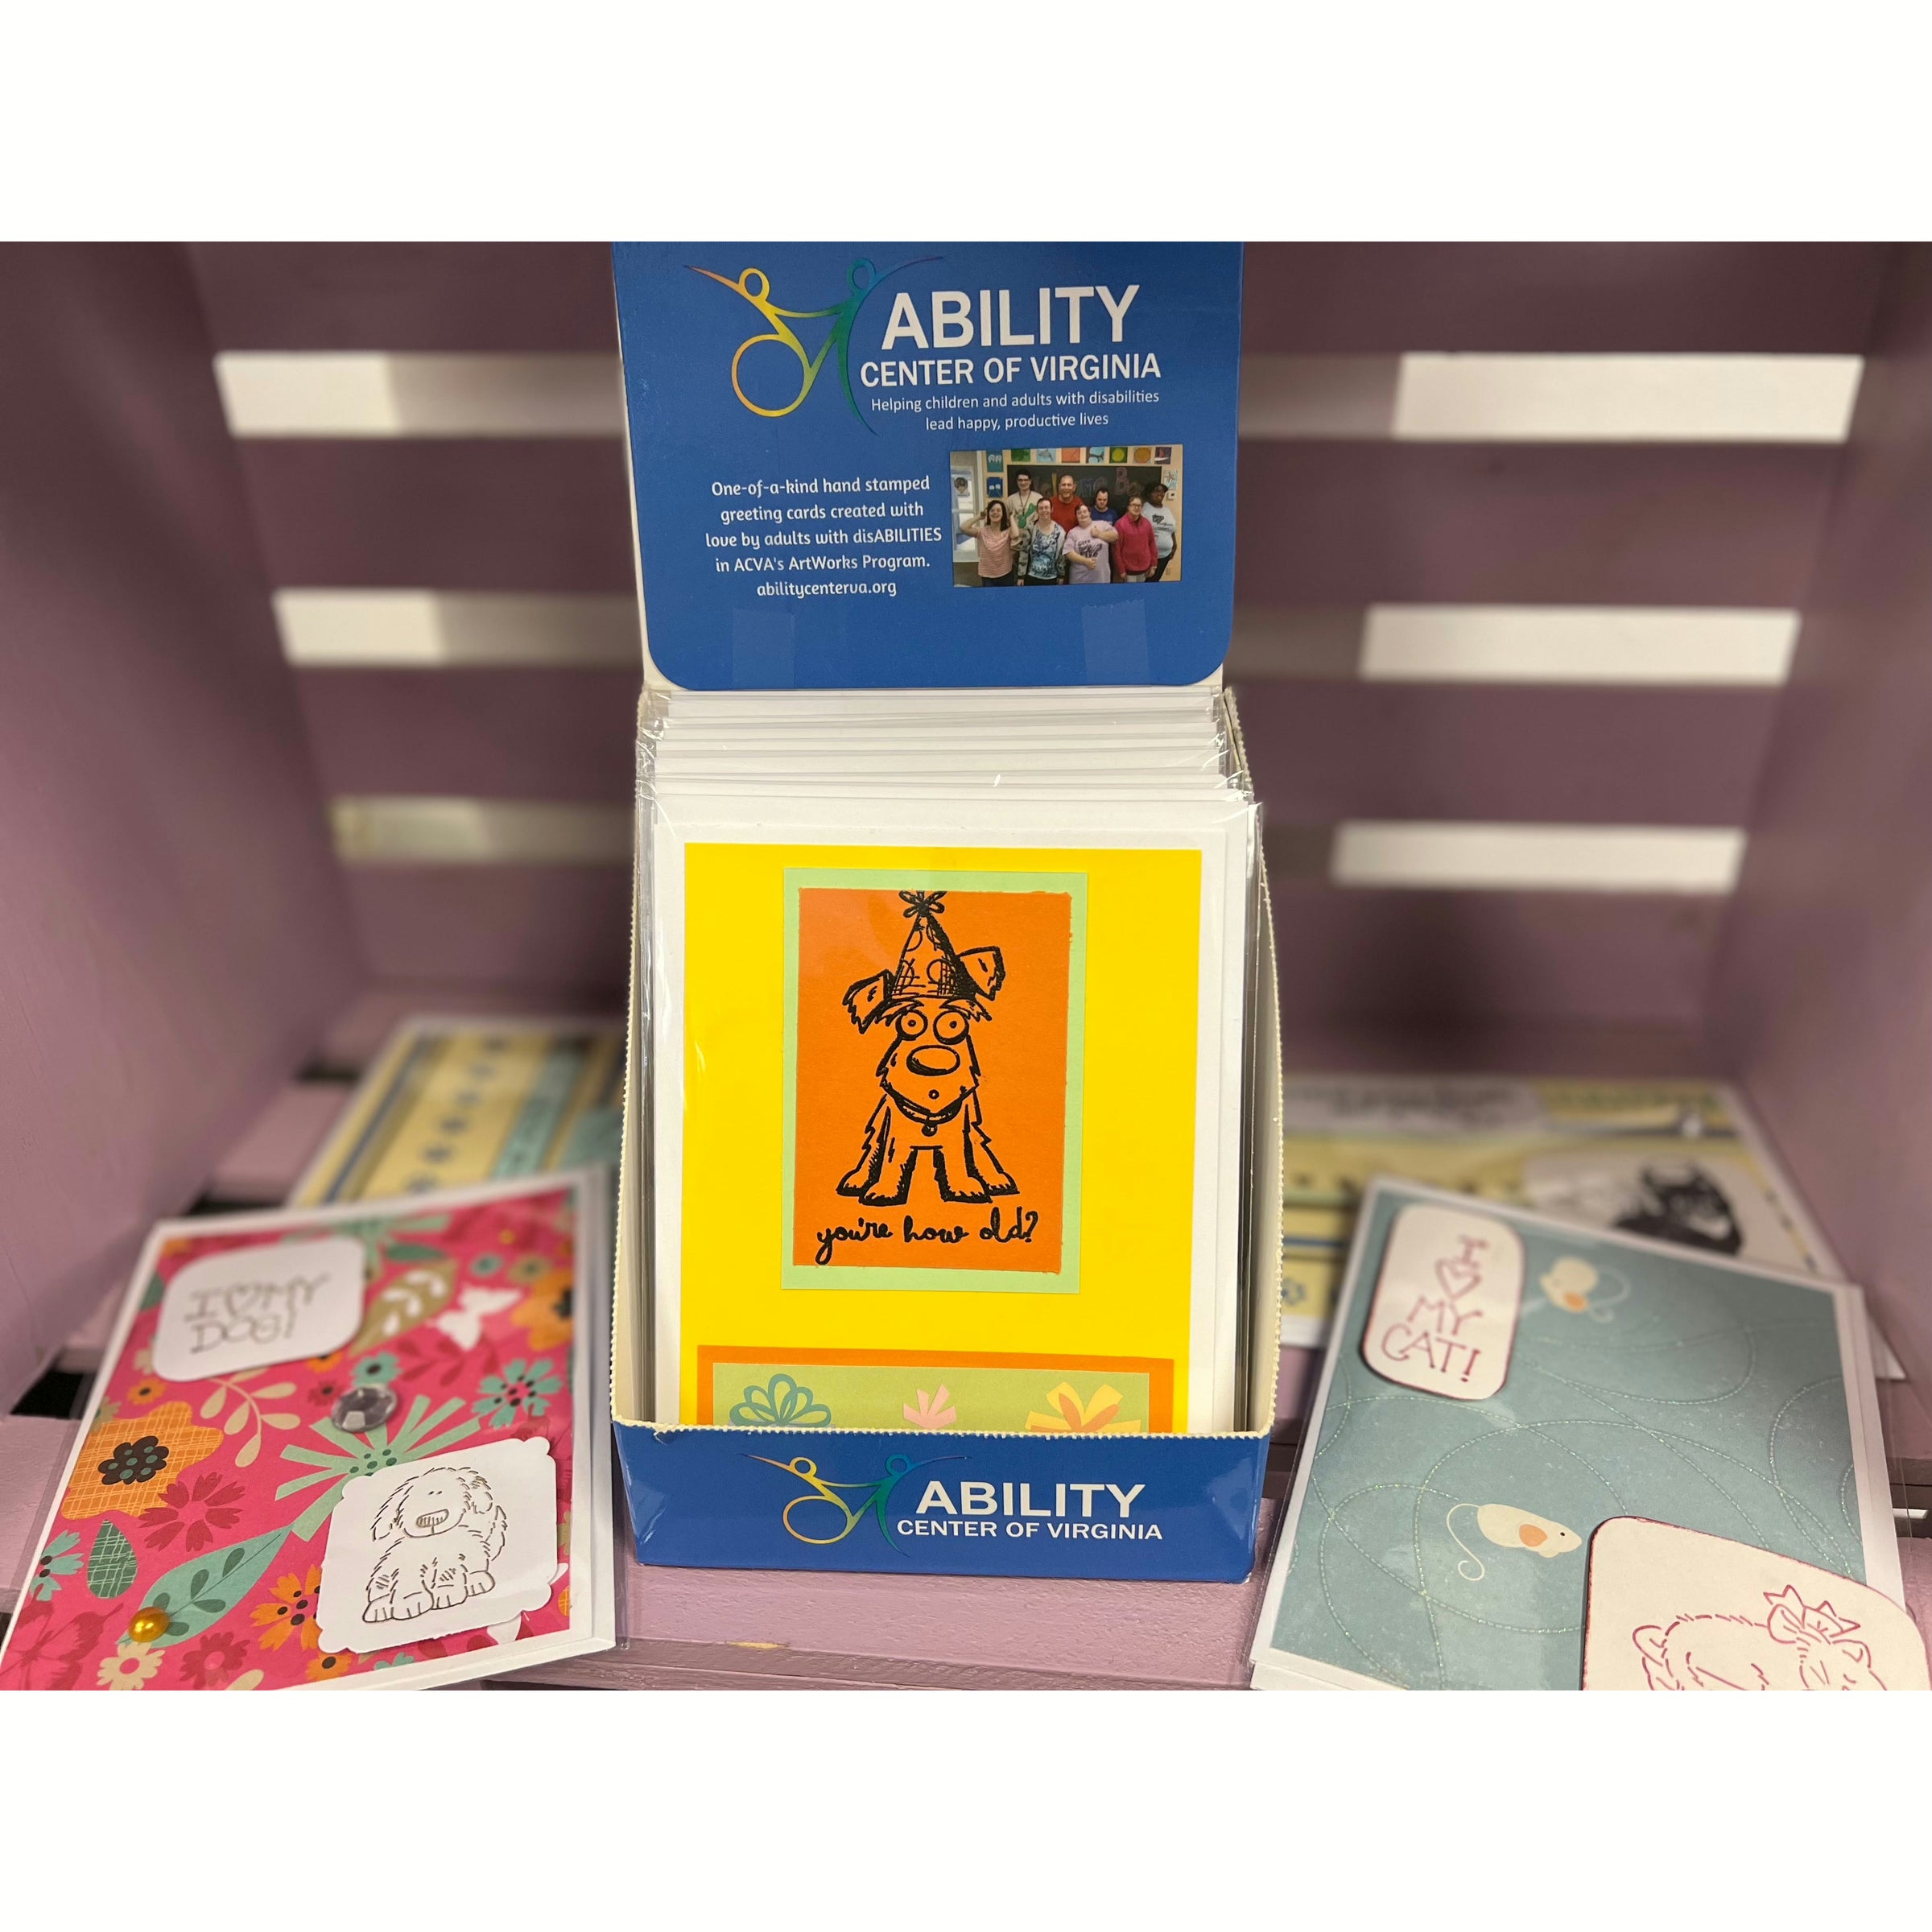 ABILITY
CENTER OF VIRGINIA
Helping children and adults with disabilities
lead happy, productive lives
One-of-a-kind hand stamped
greeting cards created with
love by adults with disABILITIES
in ACVA's ArtWorks Program.
abilitycenterva.org
you're how old?
I ♡ MY
DOG!
I
♡
MY
CAT!
ABILITY
CENTER OF VIRGINIA